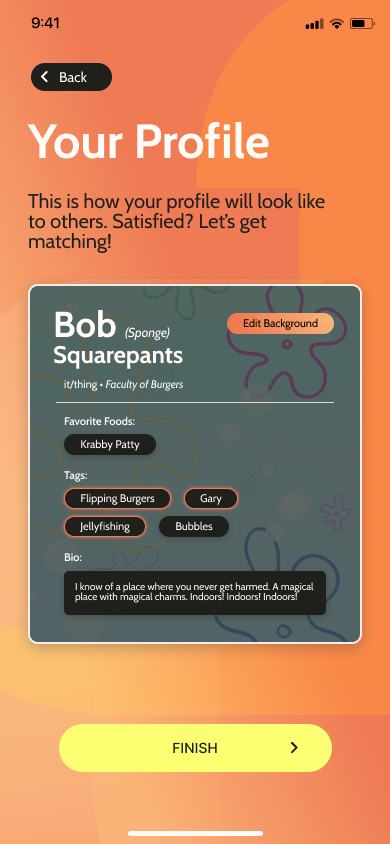 9:41
Back
Your Profile
This is how your profile will look like
to others. Satisfied? Let's get
matching!
Bob (Sponge)
Edit Background
Squarepants
it/thing • Faculty of Burgers
Favorite Foods:
Krabby Patty
Tags:
Flipping Burgers Gary
Jellyfishing Bubbles
Bio:
I know of a place where you never get harmed. A magical
place with magical charms. Indoors! Indoors! Indoors!
FINISH